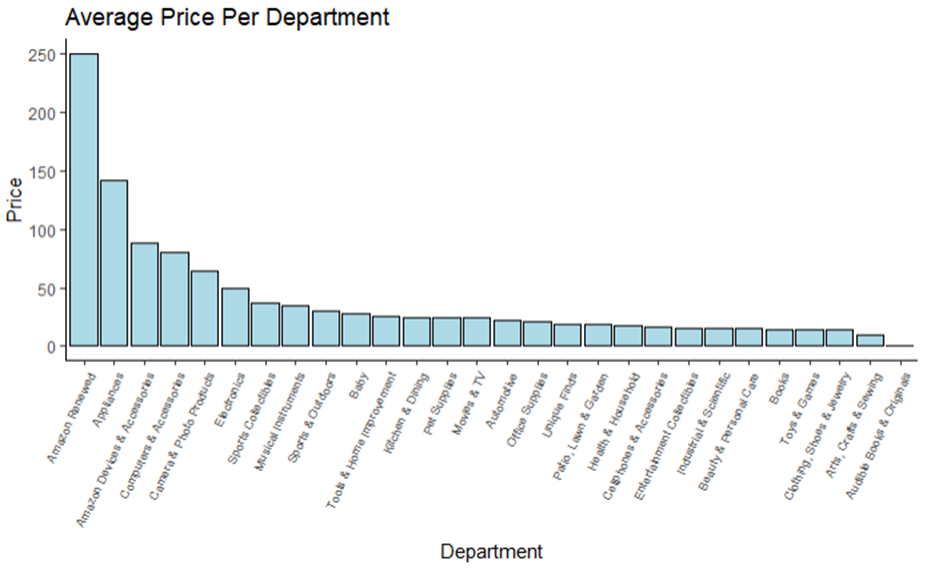 Average Price Per Department
Price
250
200
150
100
50
0
Amazon Renewed
Appliances
Amazon Devices & Accessories
Computers & Accessories
Camera & Photo Products
Electronics
Sports Collectibles
Musical Instruments
Sports & Outdoors
Baby
Tools & Home Improvement
Kitchen & Dining
Pet Supplies
Movies & TV
Automotive
Office Supplies
Unique Finds
Patio, Lawn & Garden
Health & Household
Cell Phones & Accessories
Entertainment Collectibles
Industrial & Scientific
Beauty & Personal Care
Books
Toys & Games
Clothing, Shoes & Jewelry
Arts, Crafts & Sewing
Audible Books & Originals
Department